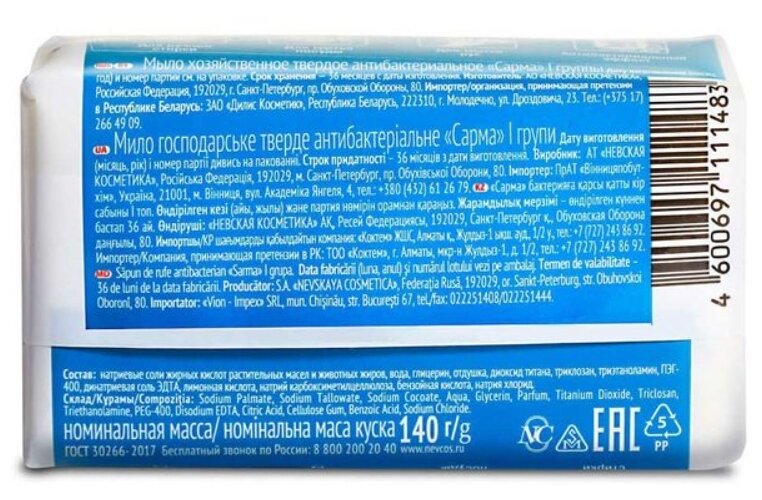 Мыло хозяйственное твердое антибактериальное «Сарма» I группы
год) и номер партии см. на упаковке. Срок хранения – 36 месяцев с даты изготовления. Изготовитель: АО «НЕВСКАЯ КОСМЕТИКА»,
Российская Федерация, 192029, г. Санкт-Петербург, пр. Обуховской Обороны, 80. Импортер/организация, принимающая претензии
в Республике Беларусь: ЗАО «Дилис Косметик», Республика Беларусь, 222310, г. Молодечно, ул. Дроздовича, 23. Тел.: (+375 17)
266 49 09.
UA Мило господарське тверде антибактеріальне «Сарма» I групи Дату виготовлення
(місяць, рік) і номер партії дивись на пакованні. Строк придатності – 36 місяців з дати виготовлення. Виробник: АТ «НЕВСКАЯ
КОСМЕТИКА», Російська Федерація, 192029, м. Санкт-Петербург, пр. Обухівської Оборони, 80. Імпортер: ПрАТ «Вінницяпобут-
хім», Україна, 21001, м. Вінниця, вул. Академіка Янгеля, 4, тел.: +380 (432) 61 26 79. KZ «Сарма» бактерияға қарсы қатты кір
сабыны I топ. Өндірілген кезі (айы, жылы) және партия нөмірін орамнан қараңыз. Жарамдылық мерзімі – өндірілген күннен
бастап 36 ай. Өндіруші: «НЕВСКАЯ КОСМЕТИКА» АҚ, Ресей Федерациясы, 192029, Санкт-Петербург қ., Обуховская Оборона
даңғылы, 80. Импортшы/ҚР шағымдарды қабылдайтын компания: «Коктем» ЖШС, Алматы қ., Жулдыз-1 ықш. ауд., 1/2 ү., тел.: +7 (727) 243 86 92.
Импортер/Компания, принимающая претензии в РК: ТОО «Коктем», г. Алматы, мкр-н Жулдыз-1, д. 1/2, тел.: +7 (727) 243 86 92.
MD Săpun de rufe antibacterian «Sarma» I grupa. Data fabricării (luna, anul) și numărul lotului vezi pe ambalaj. Termen de valabilitate –
36 de luni de la data fabricării. Producător: S.A. «NEVSKAYA COSMETICA», Federația Rusă, 192029, or. Sankt-Peterburg, str. Obuhovskoi
Oboronî, 80. Importator: «Vion - Impex» SRL, mun. Chișinău, str. București 67, tel./fax: 022251408/022251444.
4 600697 111483
Состав: натриевые соли жирных кислот растительных масел и животных жиров, вода, глицерин, отдушка, диоксид титана, триклозан, триэтаноламин, ПЭГ-
400, динатриевая соль ЭДТА, лимонная кислота, натрий карбоксиметилцеллюлоза, бензойная кислота, натрия хлорид.
Склад/Құрамы/Compoziția: Sodium Palmate, Sodium Tallowate, Sodium Cocoate, Aqua, Glycerin, Parfum, Titanium Dioxide, Triclosan,
Triethanolamine, PEG-400, Disodium EDTA, Citric Acid, Cellulose Gum, Benzoic Acid, Sodium Chloride.
номинальная масса/ номінальна маса куска 140 г/g
ГОСТ 30266-2017 Бесплатный звонок по России: 8 800 200 20 40 www.nevcos.ru
EAC
5
PP